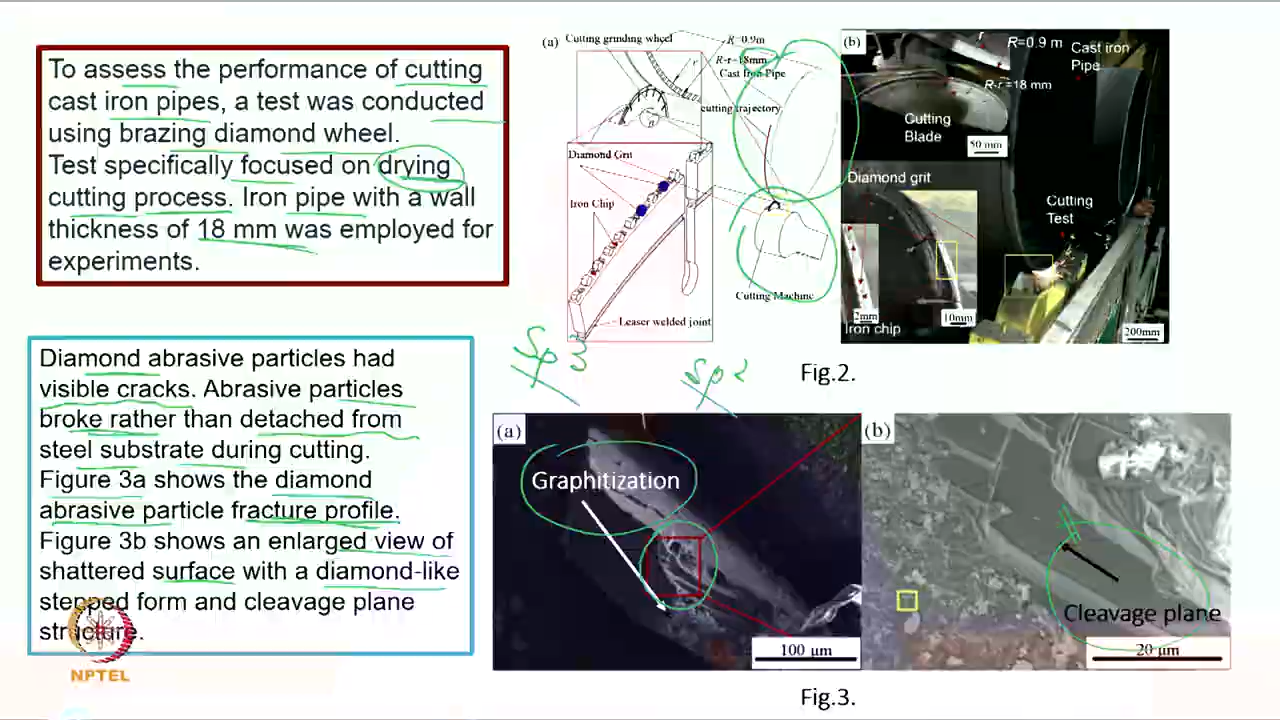 To assess the performance of cutting
cast iron pipes, a test was conducted
using brazing diamond wheel.
Test specifically focused on drying
cutting process. Iron pipe with a wall
thickness of 18 mm was employed for
experiments.
(a)
Cutting grinding wheel
R=0.9m
R-r=18mm
Cast Iron Pipe
cutting trajectory
Diamond Grit
Iron Chip
Cutting Machine
Leaser welded joint
(b)
R=0.9 m
Cast iron
Pipe
R-r=18 mm
Cutting
Blade
50 mm
Diamond grit
Cutting
Test
2mm
10mm
Iron chip
200mm
Fig.2.
Sp3
Sp2
Diamond abrasive particles had
visible cracks. Abrasive particles
broke rather than detached from
steel substrate during cutting.
Figure 3a shows the diamond
abrasive particle fracture profile.
Figure 3b shows an enlarged view of
shattered surface with a diamond-like
stepped form and cleavage plane
structure.
NPTEL
(a)
Graphitization
100 μm
(b)
Cleavage plane
20 μm
Fig.3.